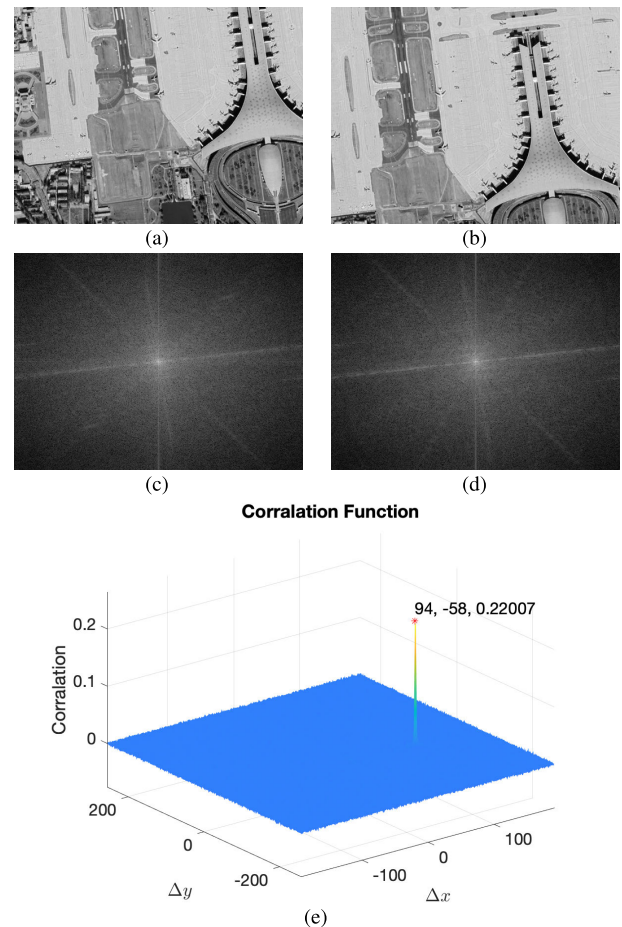 (a)
(b)
(c)
(d)
Corralation Function
94, -58, 0.22007
0.2
0.1
0
Corralation
200
0
-200
Δy
-100
0
100
Δx
(e)